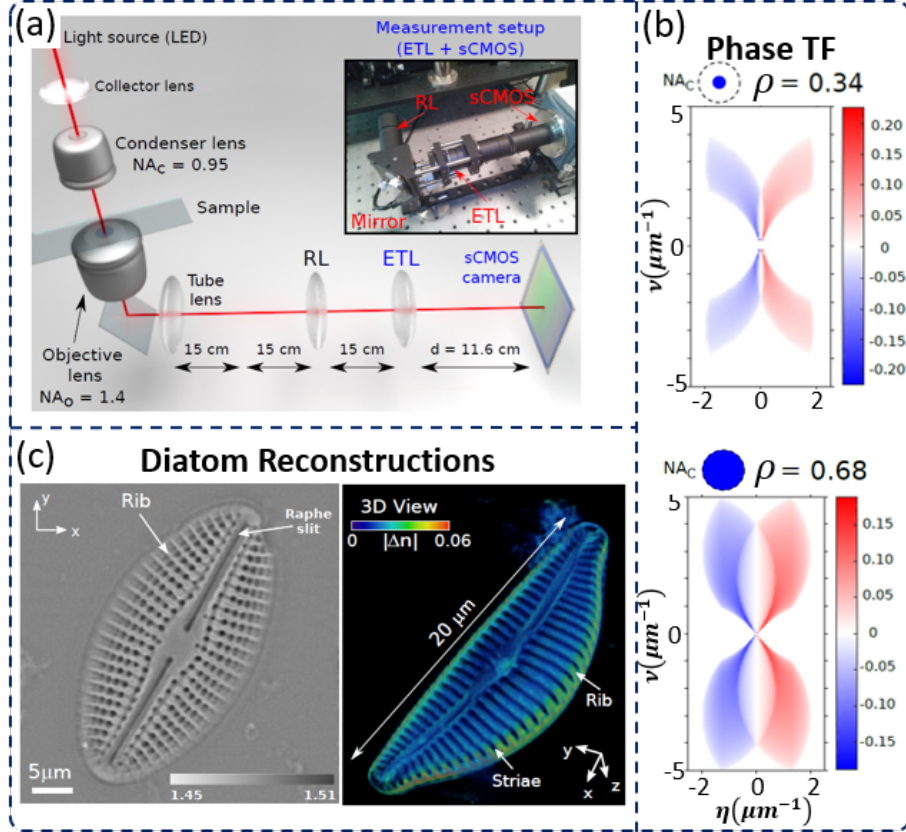 (a)
Light source (LED)
Collector lens
Condenser lens
NAC = 0.95
Sample
Objective
lens
NAO = 1.4
Tube
lens
RL
ETL
sCMOS
camera
15 cm
15 cm
15 cm
d = 11.6 cm
Measurement setup
(ETL + sCMOS)
RL
sCMOS
ETL
Mirror
(b)
Phase TF
NAC
ρ = 0.34
5
0
-5
ν(μm⁻¹)
-2
0
2
0.20
0.15
0.10
0.05
0
-0.05
-0.10
-0.15
-0.20
NAC
ρ = 0.68
5
0
-5
ν(μm⁻¹)
-2
0
2
η(μm⁻¹)
0.15
0.10
0.05
0
-0.05
-0.10
-0.15
(c)
Diatom Reconstructions
y
x
Rib
Raphe
slit
5μm
1.45
1.51
3D View
0
|Δn|
0.06
20 μm
Rib
Striae
y
x
z